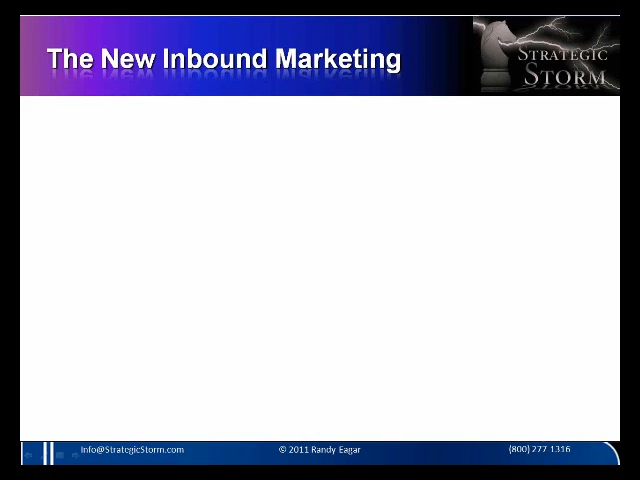 The New Inbound Marketing
STRATEGIC
STORM
Info@StrategicStorm.com
© 2011 Randy Eagar
(800) 277 1316